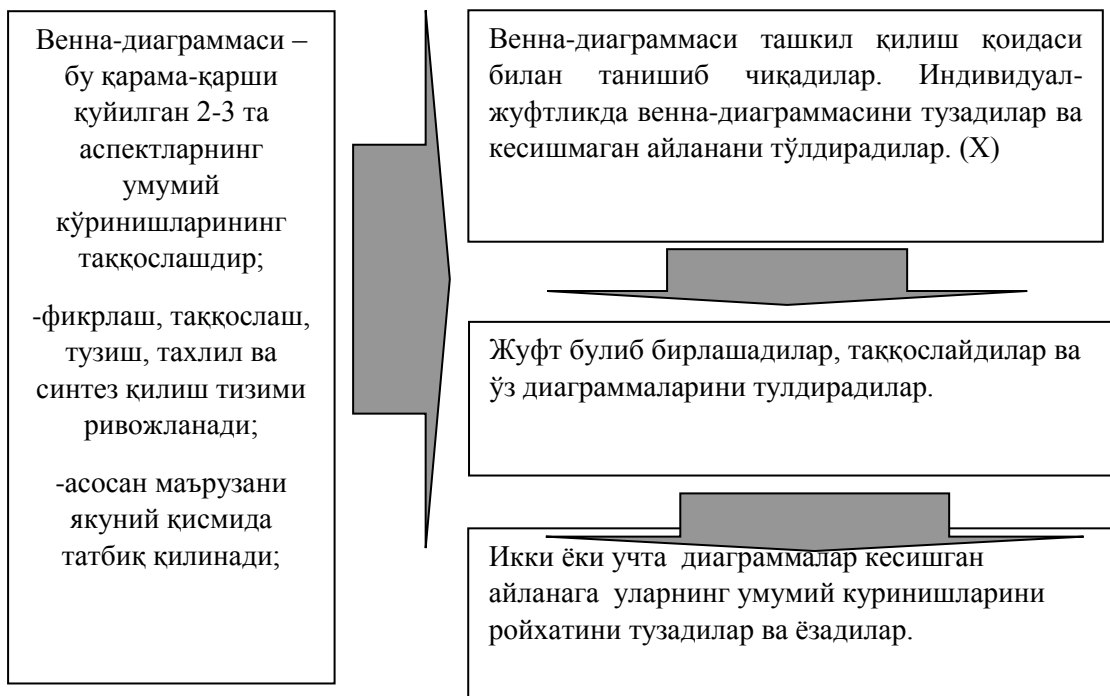 Венна-диаграммаси –
бу қарама-қарши
қуйилган 2-3 та
аспектларнинг
умумий
кўринишларининг
таққослашдир;
-фикрлаш, таққослаш,
тузиш, тахлил ва
синтез қилиш тизими
ривожланади;
-асосан маърузани
якуний қисмида
татбиқ қилинади;
Венна-диаграммаси ташкил қилиш қоидаси
билан танишиб чиқадилар. Индивидуал-
жуфтликда венна-диаграммасини тузадилар ва
кесишмаган айланани тўлдирадилар. (Х)
Жуфт булиб бирлашадилар, таққослайдилар ва
ўз диаграммаларини тулдирадилар.
Икки ёки учта диаграммалар кесишган
айланага уларнинг умумий куринишларини
ройхатини тузадилар ва ёзадилар.